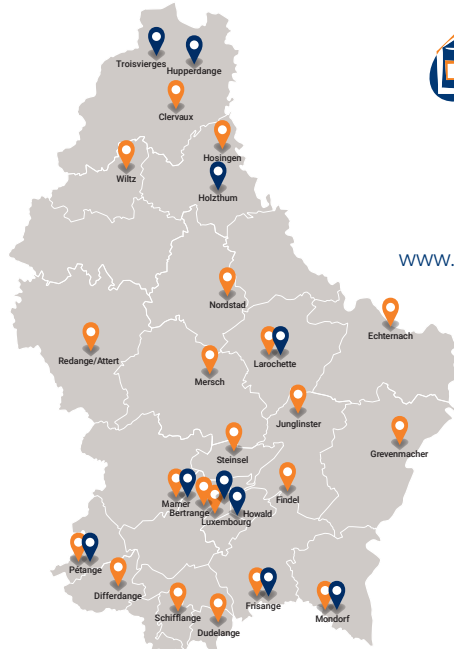 Troisvierges
Hupperdange
Clervaux
Hosingen
Wiltz
Holzthum
www.
Nordstad
Echternach
Redange/Attert
Larochette
Mersch
Junglinster
Grevenmacher
Steinsel
Findel
Mamer
Bertrange
Howald
Luxembourg
Pétange
Differdange
Frisange
Schifflange
Mondorf
Dudelange